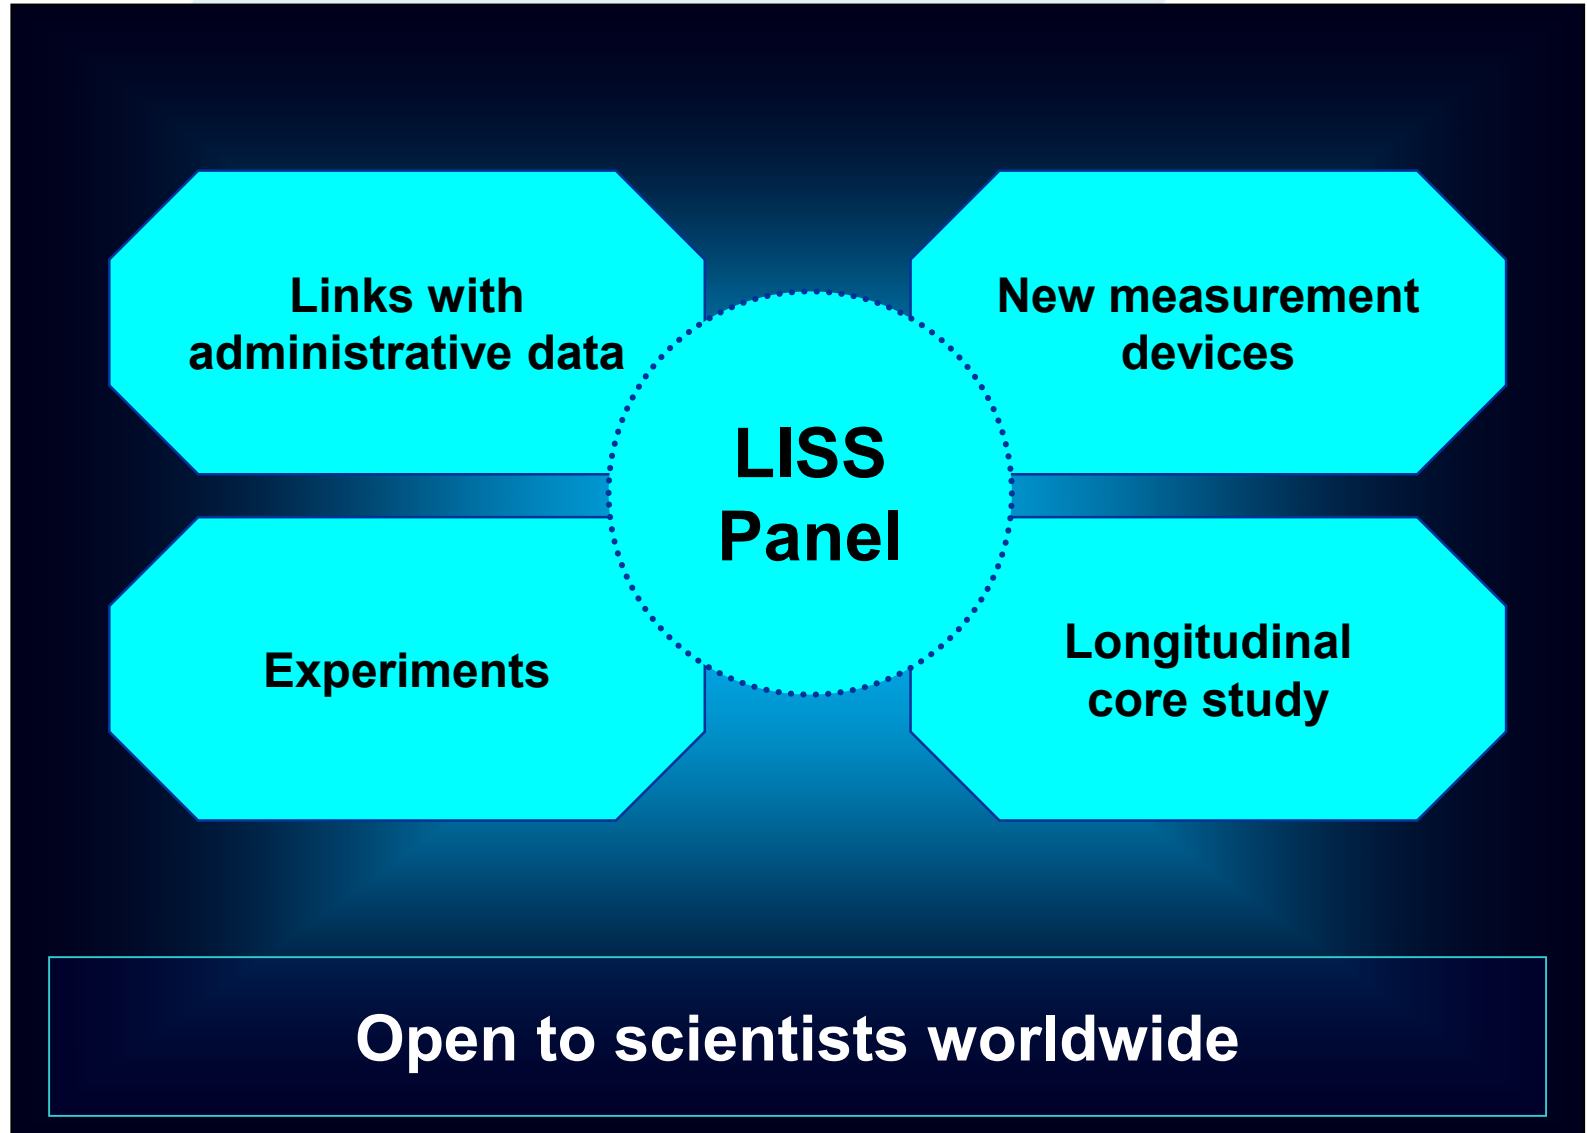 Links with
administrative data
New measurement
devices
LISS
Panel
Experiments
Longitudinal
core study
Open to scientists worldwide